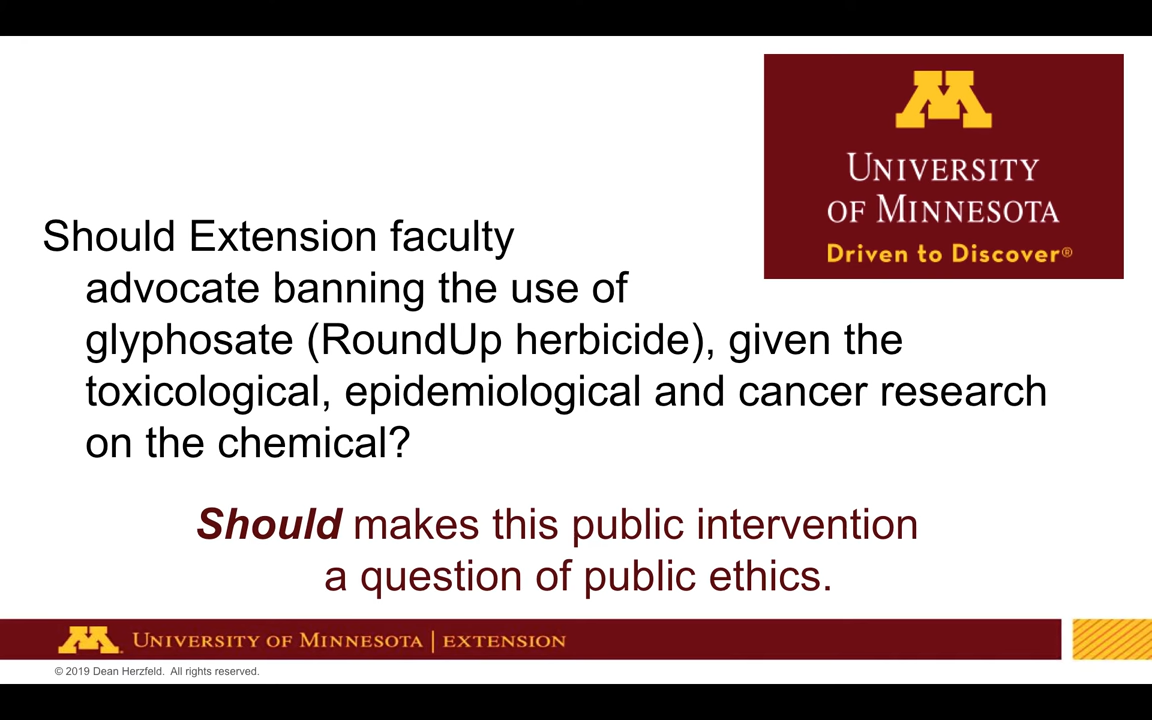 UNIVERSITY
OF MINNESOTA
Driven to Discover®
Should Extension faculty
advocate banning the use of
glyphosate (RoundUp herbicide), given the
toxicological, epidemiological and cancer research
on the chemical?
Should makes this public intervention
a question of public ethics.
UNIVERSITY OF MINNESOTA | EXTENSION
© 2019 Dean Herzfeld. All rights reserved.